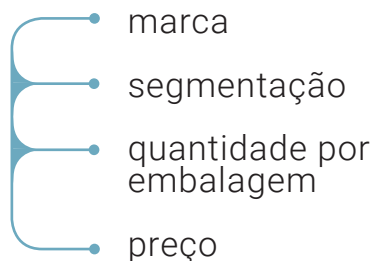 marca
segmentação
quantidade por
embalagem
preço